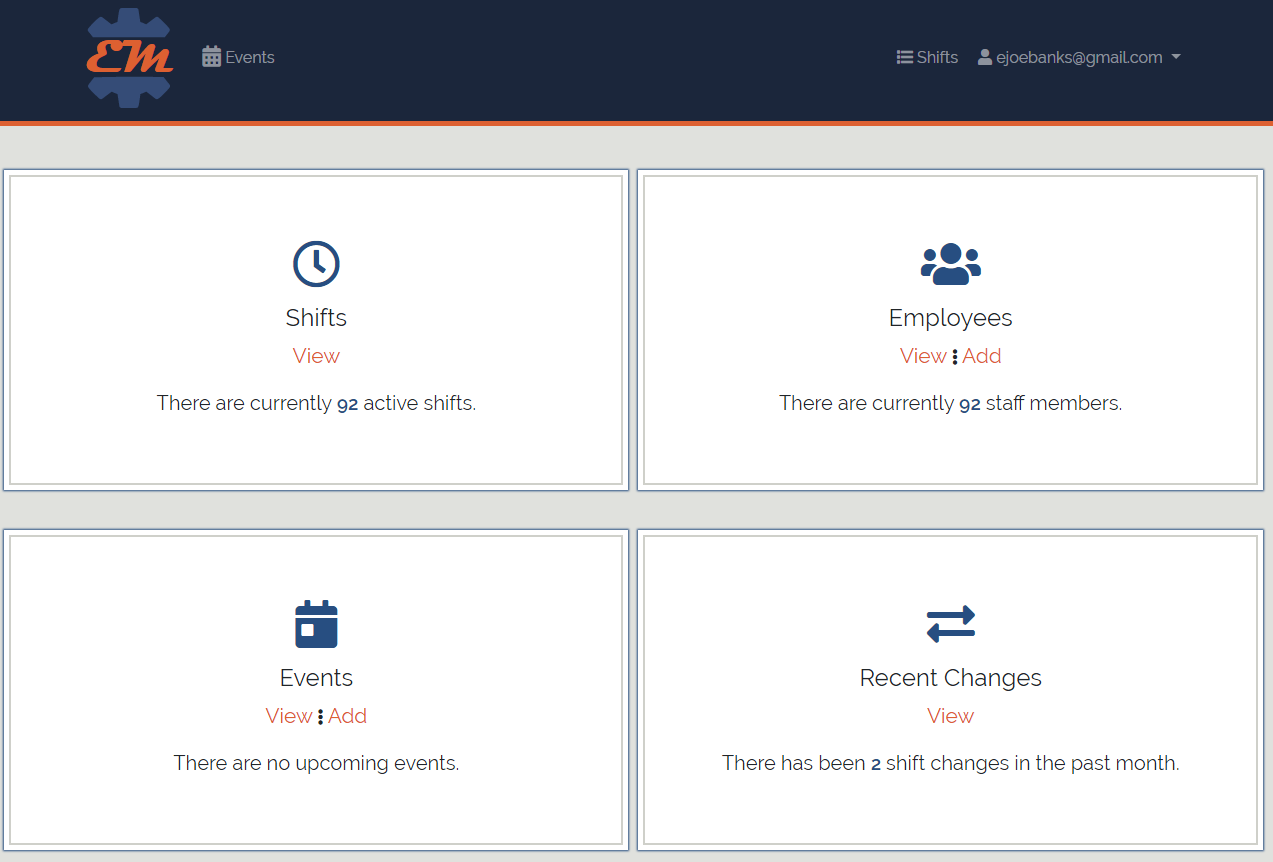 EM
Events
Shifts
ejoebanks@gmail.com
Shifts
View
There are currently 92 active shifts.
Employees
View Add
There are currently 92 staff members.
Events
View Add
There are no upcoming events.
Recent Changes
View
There has been 2 shift changes in the past month.